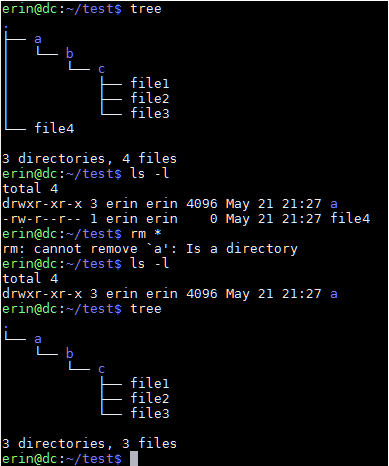 erin@dc:~/test$ tree
.
├── a
│   └── b
│       └── c
│           ├── file1
│           ├── file2
│           └── file3
└── file4

3 directories, 4 files
erin@dc:~/test$ ls -l
total 4
drwxr-xr-x 3 erin erin 4096 May 21 21:27 a
-rw-r--r-- 1 erin erin    0 May 21 21:27 file4
erin@dc:~/test$ rm *
rm: cannot remove `a': Is a directory
erin@dc:~/test$ ls -l
total 4
drwxr-xr-x 3 erin erin 4096 May 21 21:27 a
erin@dc:~/test$ tree
.
└── a
    └── b
        └── c
            ├── file1
            ├── file2
            └── file3

3 directories, 3 files
erin@dc:~/test$